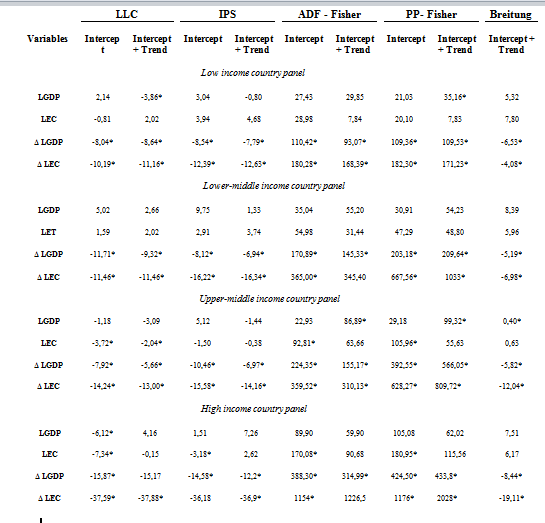 LLC IPS ADF - Fisher PP- Fisher Breitung
Variables Intercep t Intercept + Trend Intercept Intercept + Trend Intercept Intercept + Trend Intercept Intercept + Trend Intercept + Trend
Low income country panel
LGDP 2,14 -3,86* 3,04 -0,80 27,43 29,85 21,03 35,16* 5,32
LEC -0,81 2,02 3,94 4,68 28,98 7,84 20,10 7,83 7,80
Δ LGDP -8,04* -8,64* -8,54* -7,79* 110,42* 93,07* 109,36* 109,53* -6,53*
Δ LEC -10,19* -11,16* -12,39* -12,63* 180,28* 168,39* 182,30* 171,23* -4,08*
Lower-middle income country panel
LGDP 5,02 2,66 9,75 1,33 35,04 55,20 30,91 54,23 8,39
LET 1,59 2,02 2,91 3,74 54,98 31,44 47,29 48,80 5,96
Δ LGDP -11,71* -9,32* -8,12* -6,94* 170,89* 145,33* 203,18* 209,64* -5,19*
Δ LEC -11,46* -11,46* -16,22* -16,34* 365,00* 345,40 667,56* 1033* -6,98*
Upper-middle income country panel
LGDP -1,18 -3,09 5,12 -1,44 22,93 86,89* 29,18 99,32* 0,40*
LEC -3,72* -2,04* -1,50 -0,38 92,81* 63,66 105,96* 55,63 0,63
Δ LGDP -7,92* -5,66* -10,46* -6,97* 224,35* 155,17* 392,55* 566,05* -5,82*
Δ LEC -14,24* -13,00* -15,58* -14,16* 359,52* 310,13* 628,27* 809,72* -12,04*
High income country panel
LGDP -6,12* 4,16 1,51 7,26 89,90 59,90 105,08 62,02 7,51
LEC -7,34* -0,15 -3,18* 2,62 170,08* 90,68 180,95* 115,56 6,17
Δ LGDP -15,87* -15,17 -14,58* -12,2* 388,30* 314,99* 424,50* 433,8* -8,44*
Δ LEC -37,59* -37,88* -36,18 -36,9* 1154* 1226,5 1176* 2028* -19,11*